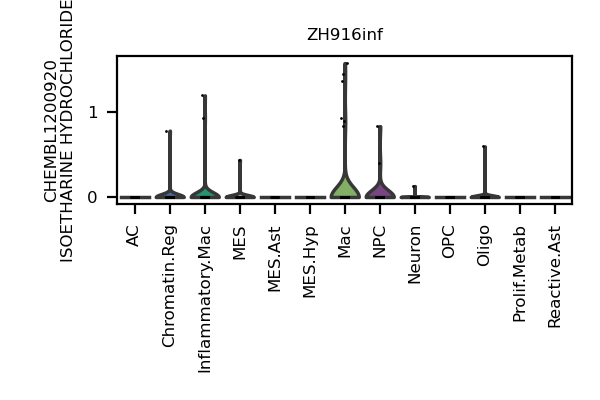 ZH916inf
CHEMBL1200920
ISOETHARINE HYDROCHLORIDE
1
0
AC
Chromatin.Reg
Inflammatory.Mac
MES
MES.Ast
MES.Hyp
Mac
NPC
Neuron
OPC
Oligo
Prolif.Metab
Reactive.Ast